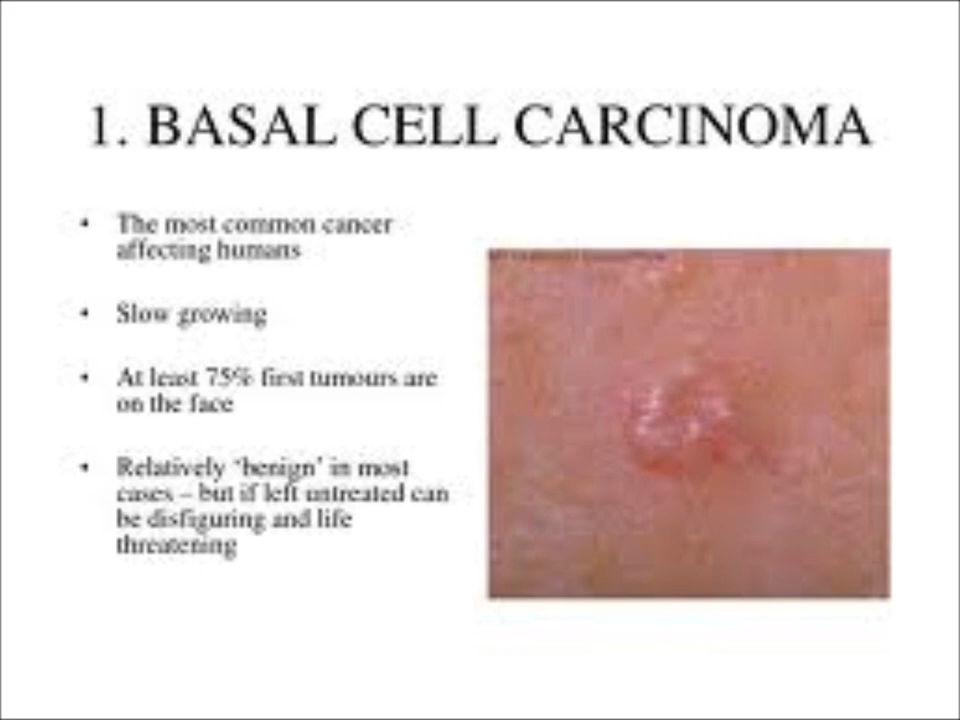 1. BASAL CELL CARCINOMA
• The most common cancer
affecting humans
• Slow growing
• At least 75% first tumours are
on the face
• Relatively ‘benign’ in most
cases – but if left untreated can
be disfiguring and life
threatening